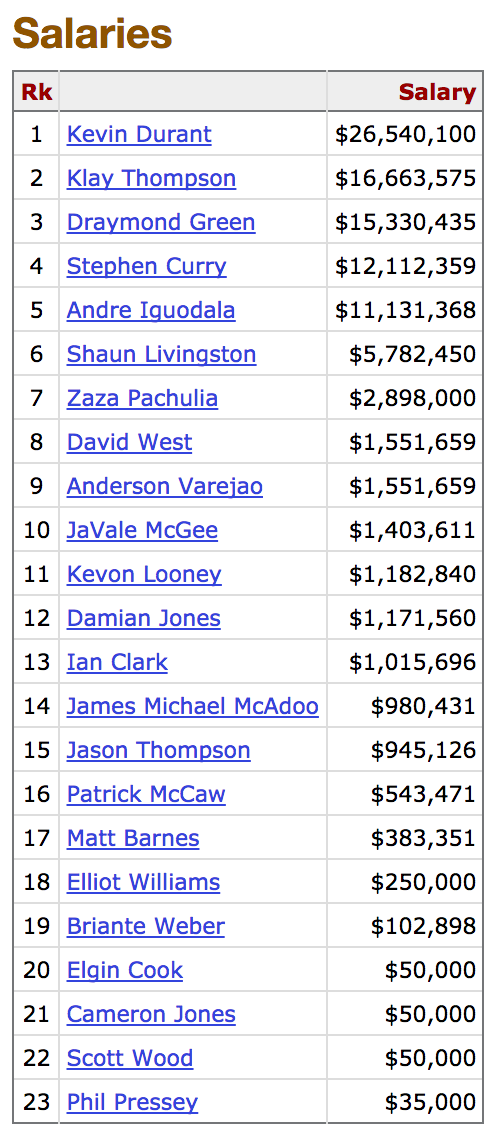 Salaries
Rk Salary
1 Kevin Durant $26,540,100
2 Klay Thompson $16,663,575
3 Draymond Green $15,330,435
4 Stephen Curry $12,112,359
5 Andre Iguodala $11,131,368
6 Shaun Livingston $5,782,450
7 Zaza Pachulia $2,898,000
8 David West $1,551,659
9 Anderson Varejao $1,551,659
10 JaVale McGee $1,403,611
11 Kevon Looney $1,182,840
12 Damian Jones $1,171,560
13 Ian Clark $1,015,696
14 James Michael McAdoo $980,431
15 Jason Thompson $945,126
16 Patrick McCaw $543,471
17 Matt Barnes $383,351
18 Elliot Williams $250,000
19 Briante Weber $102,898
20 Elgin Cook $50,000
21 Cameron Jones $50,000
22 Scott Wood $50,000
23 Phil Pressey $35,000